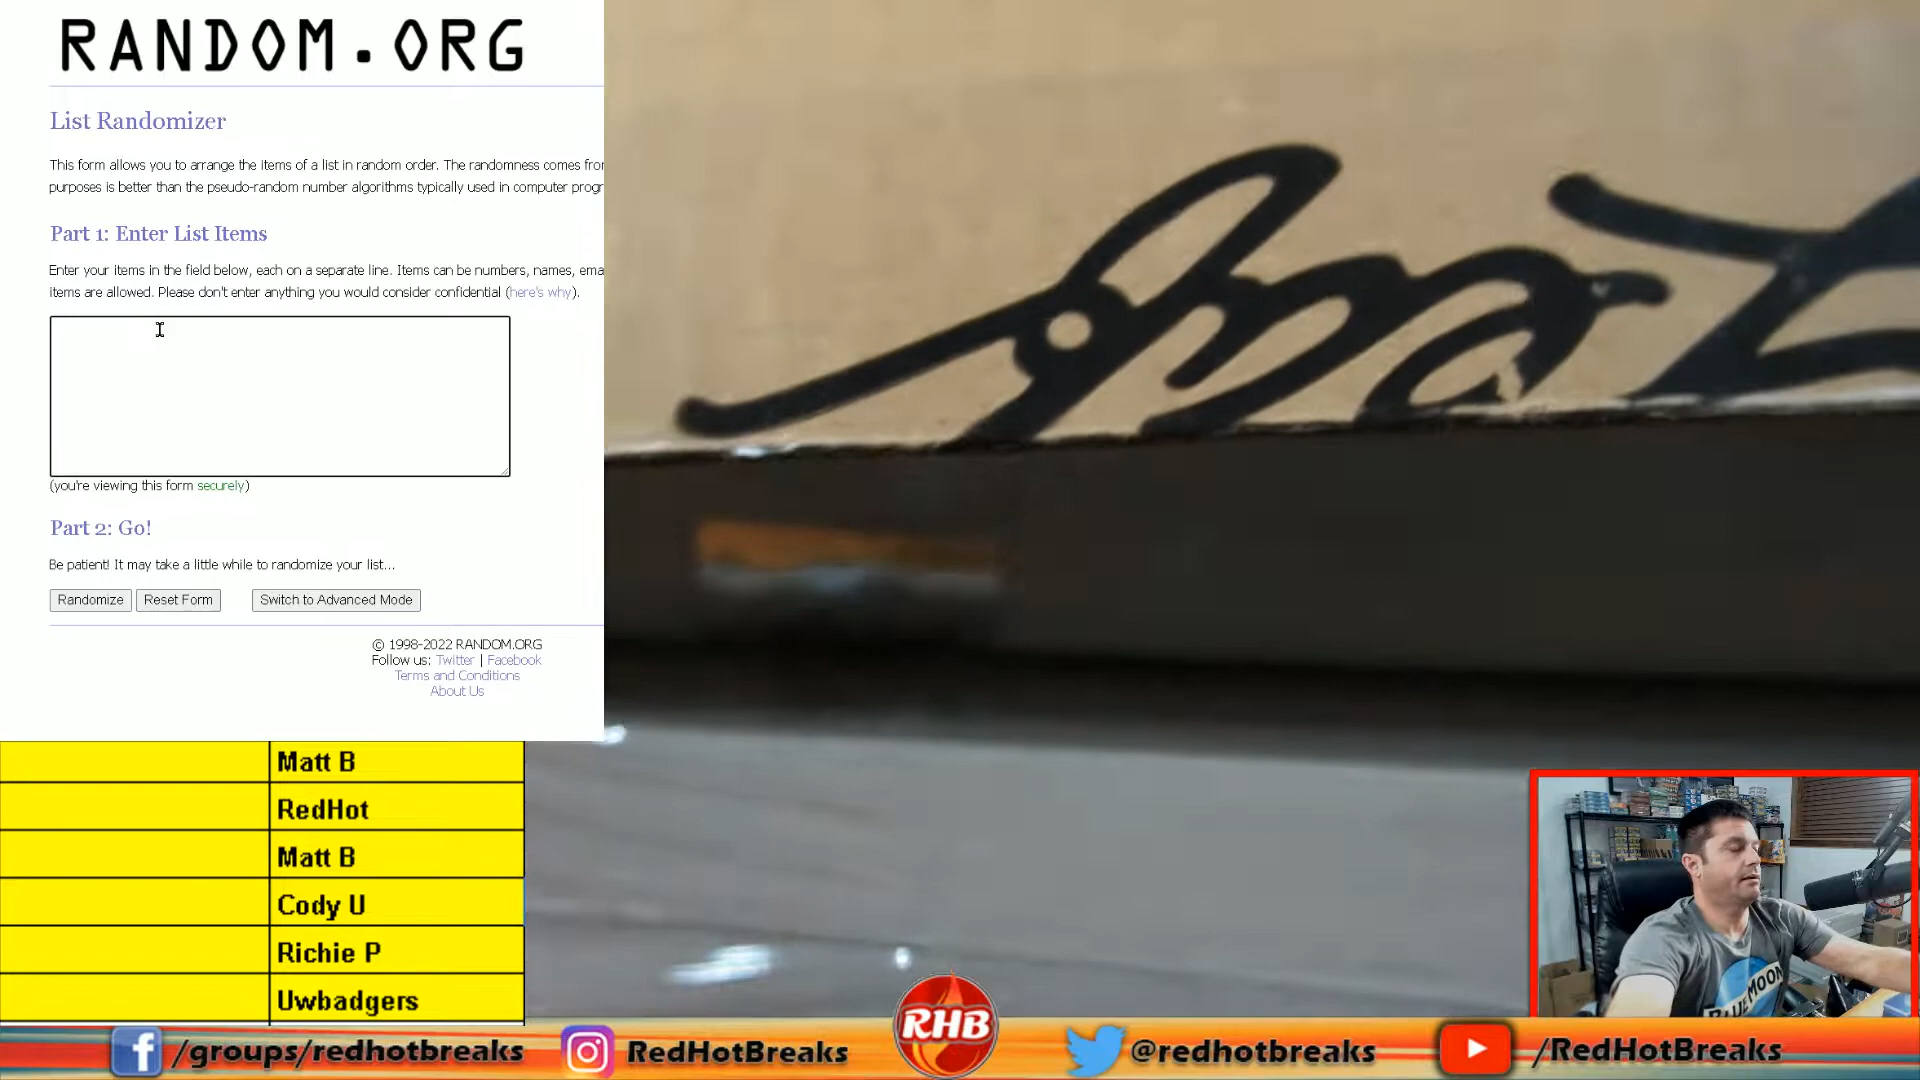 RANDOM.ORG
List Randomizer
This form allows you to arrange the items of a list in random order. The randomness comes
purposes is better than the pseudo-random number algorithms typically used in computer
Part 1: Enter List Items
Enter your items in the field below, each on a separate line. Items can be numbers, names,
items are allowed. Please don't enter anything you would consider confidential (here's why).
(you're viewing this form securely)
Part 2: Go!
Be patient! It may take a little while to randomize your list...
Randomize Reset Form Switch to Advanced Mode
© 1998-2022 RANDOM.ORG
Follow us: Twitter | Facebook
Terms and Conditions
About Us
Matt B
RedHot
Matt B
Cody U
Richie P
Uwbadgers
BLUE MOON
/groups/redhotbreaks RedHotBreaks RHB @redhotbreaks /RedHotBreaks